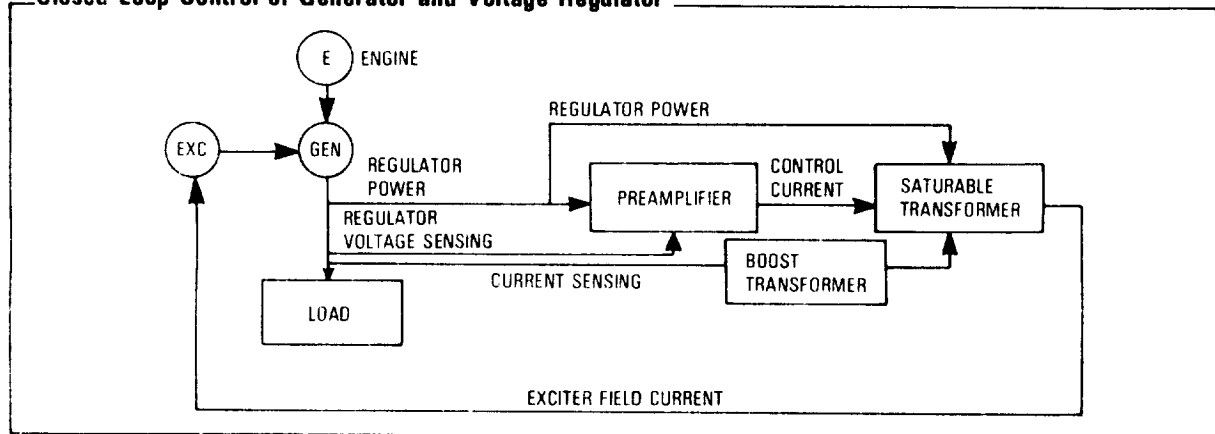 Closed Loop Control of Generator and Voltage Regulator
E ENGINE
REGULATOR POWER
EXC
GEN
REGULATOR
POWER
PREAMPLIFIER
CONTROL
CURRENT
SATURABLE
TRANSFORMER
REGULATOR
VOLTAGE SENSING
BOOST
TRANSFORMER
CURRENT SENSING
LOAD
EXCITER FIELD CURRENT